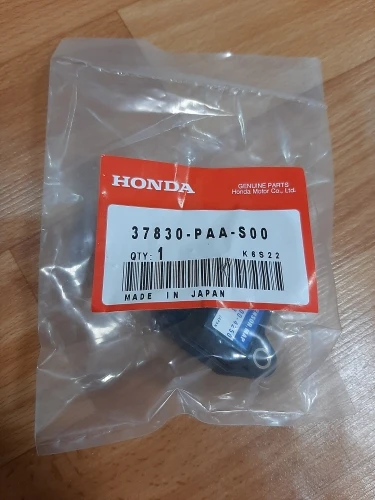 HONDA
GENUINE PARTS
Honda Motor Co., Ltd.
37830-PAA-S00
QTY: 1 K6S22
MADE IN JAPAN